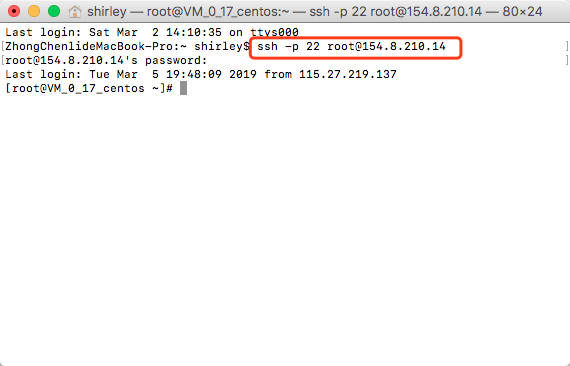 shirley — root@VM_0_17_centos:~ — ssh -p 22 root@154.8.210.14 — 80×24
Last login: Sat Mar  2 14:10:35 on ttys000
[ZhongChenlideMacBook-Pro:~ shirley$ ssh -p 22 root@154.8.210.14 ]
[root@154.8.210.14's password: ]
Last login: Tue Mar  5 19:48:09 2019 from 115.27.219.137
[root@VM_0_17_centos ~]#